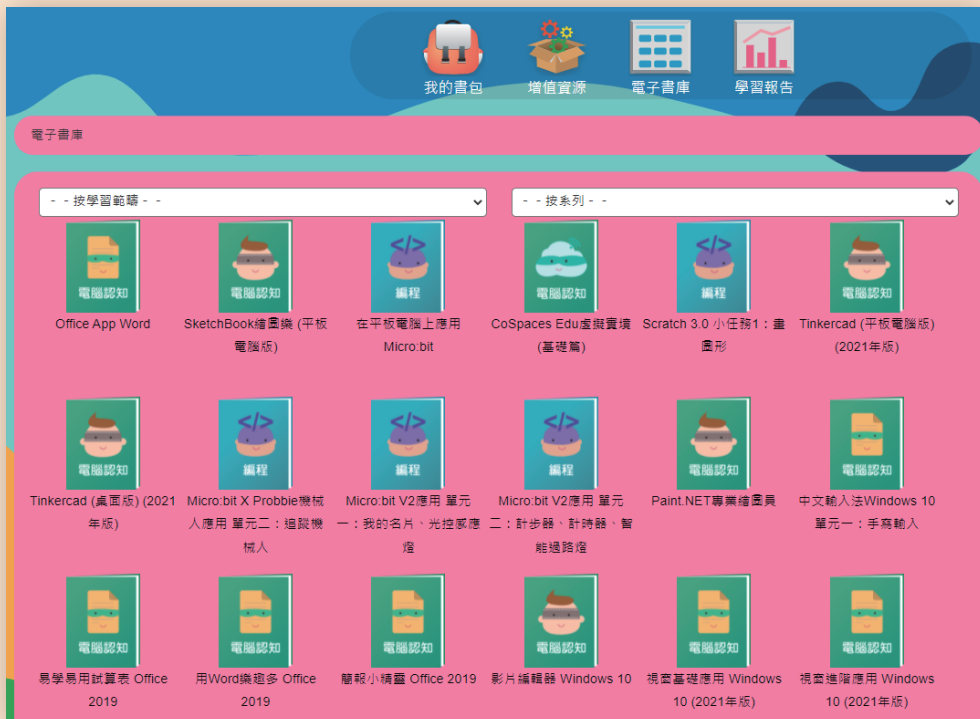 我的書包 增值資源 電子書庫 學習報告
電子書庫
- - 按學習範疇 - - - - 按系列 - -
電腦認知 電腦認知 </> 編程 電腦認知 </> 編程 電腦認知
Office App Word SketchBook繪圖樂 (平板 在平板電腦上應用 CoSpaces Edu虛擬實境 Scratch 3.0 小任務1：畫 Tinkercad (平板電腦版)
電腦版) Micro:bit (基礎篇) 圖形 (2021年版)
電腦認知 </> 編程 </> 編程 </> 編程 電腦認知 電腦認知
Tinkercad (桌面版) (2021 Micro:bit X Probbie機械 Micro:bit V2應用 單元 Micro:bit V2應用 單元 Paint.NET專業繪圖員 中文輸入法Windows 10
年版) 人應用 單元二：追蹤機 一：我的名片、光控感應 二：計步器、計時器、智 單元一：手寫輸入
械人 燈 能過路燈
電腦認知 電腦認知 電腦認知 電腦認知 電腦認知 電腦認知
易學易用試算表 Office 用Word樂趣多 Office 簡報小精靈 Office 2019 影片編輯器 Windows 10 視窗基礎應用 Windows 視窗進階應用 Windows
2019 2019 10 (2021年版) 10 (2021年版)